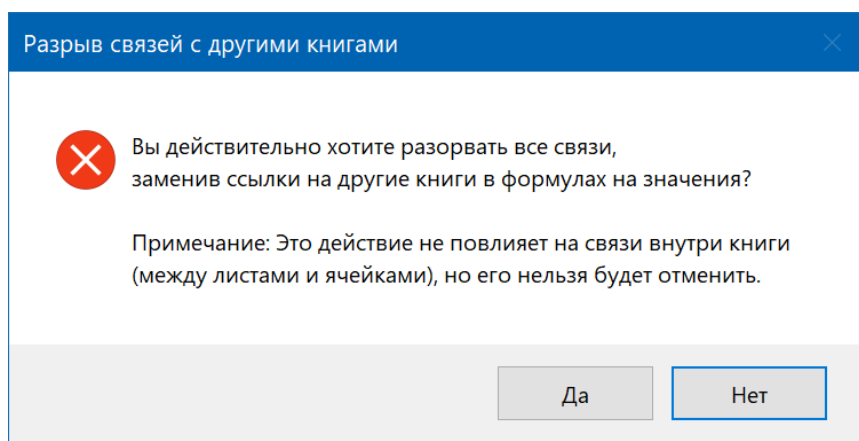 Разрыв связей с другими книгами
Вы действительно хотите разорвать все связи,
заменив ссылки на другие книги в формулах на значения?
Примечание: Это действие не повлияет на связи внутри книги
(между листами и ячейками), но его нельзя будет отменить.
Да
Нет